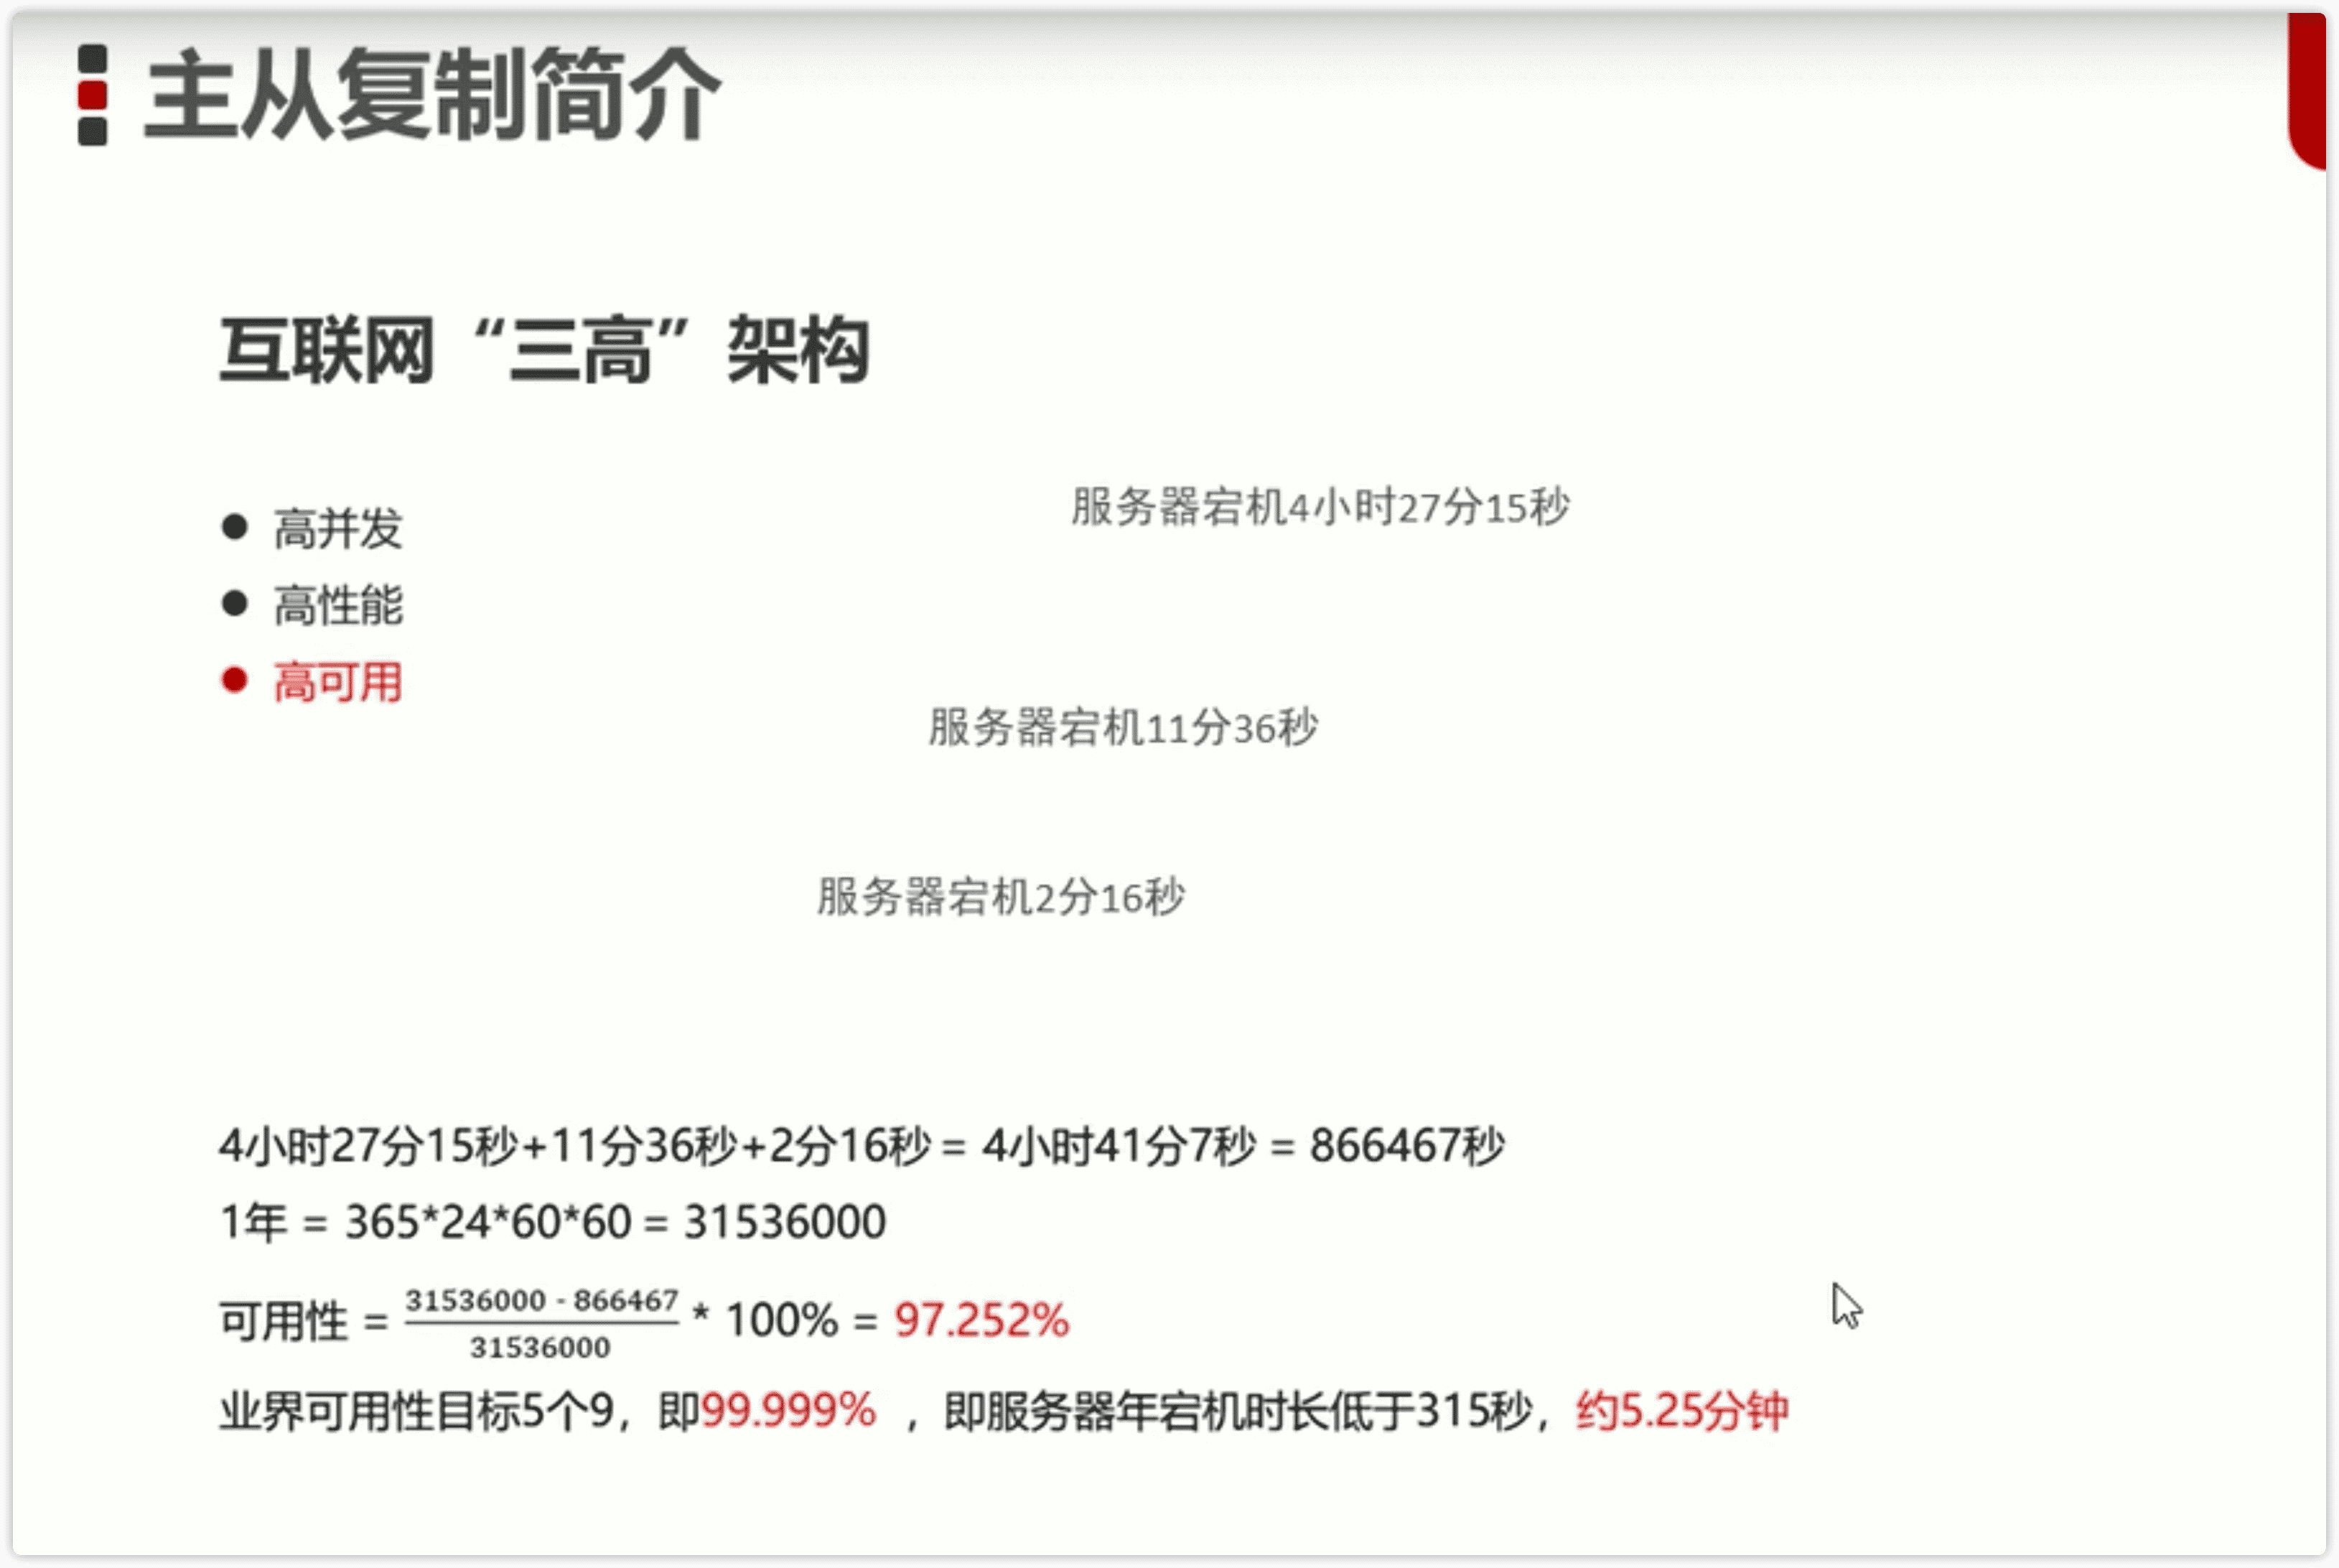 主从复制简介
互联网“三高”架构
● 高并发
● 高性能
● 高可用
服务器宕机4小时27分15秒
服务器宕机11分36秒
服务器宕机2分16秒
4小时27分15秒+11分36秒+2分16秒 = 4小时41分7秒 = 866467秒
1年 = 365*24*60*60 = 31536000
可用性 = (31536000 - 866467) / 31536000 * 100% = 97.252%
业界可用性目标5个9，即99.999% ，即服务器年宕机时长低于315秒，约5.25分钟